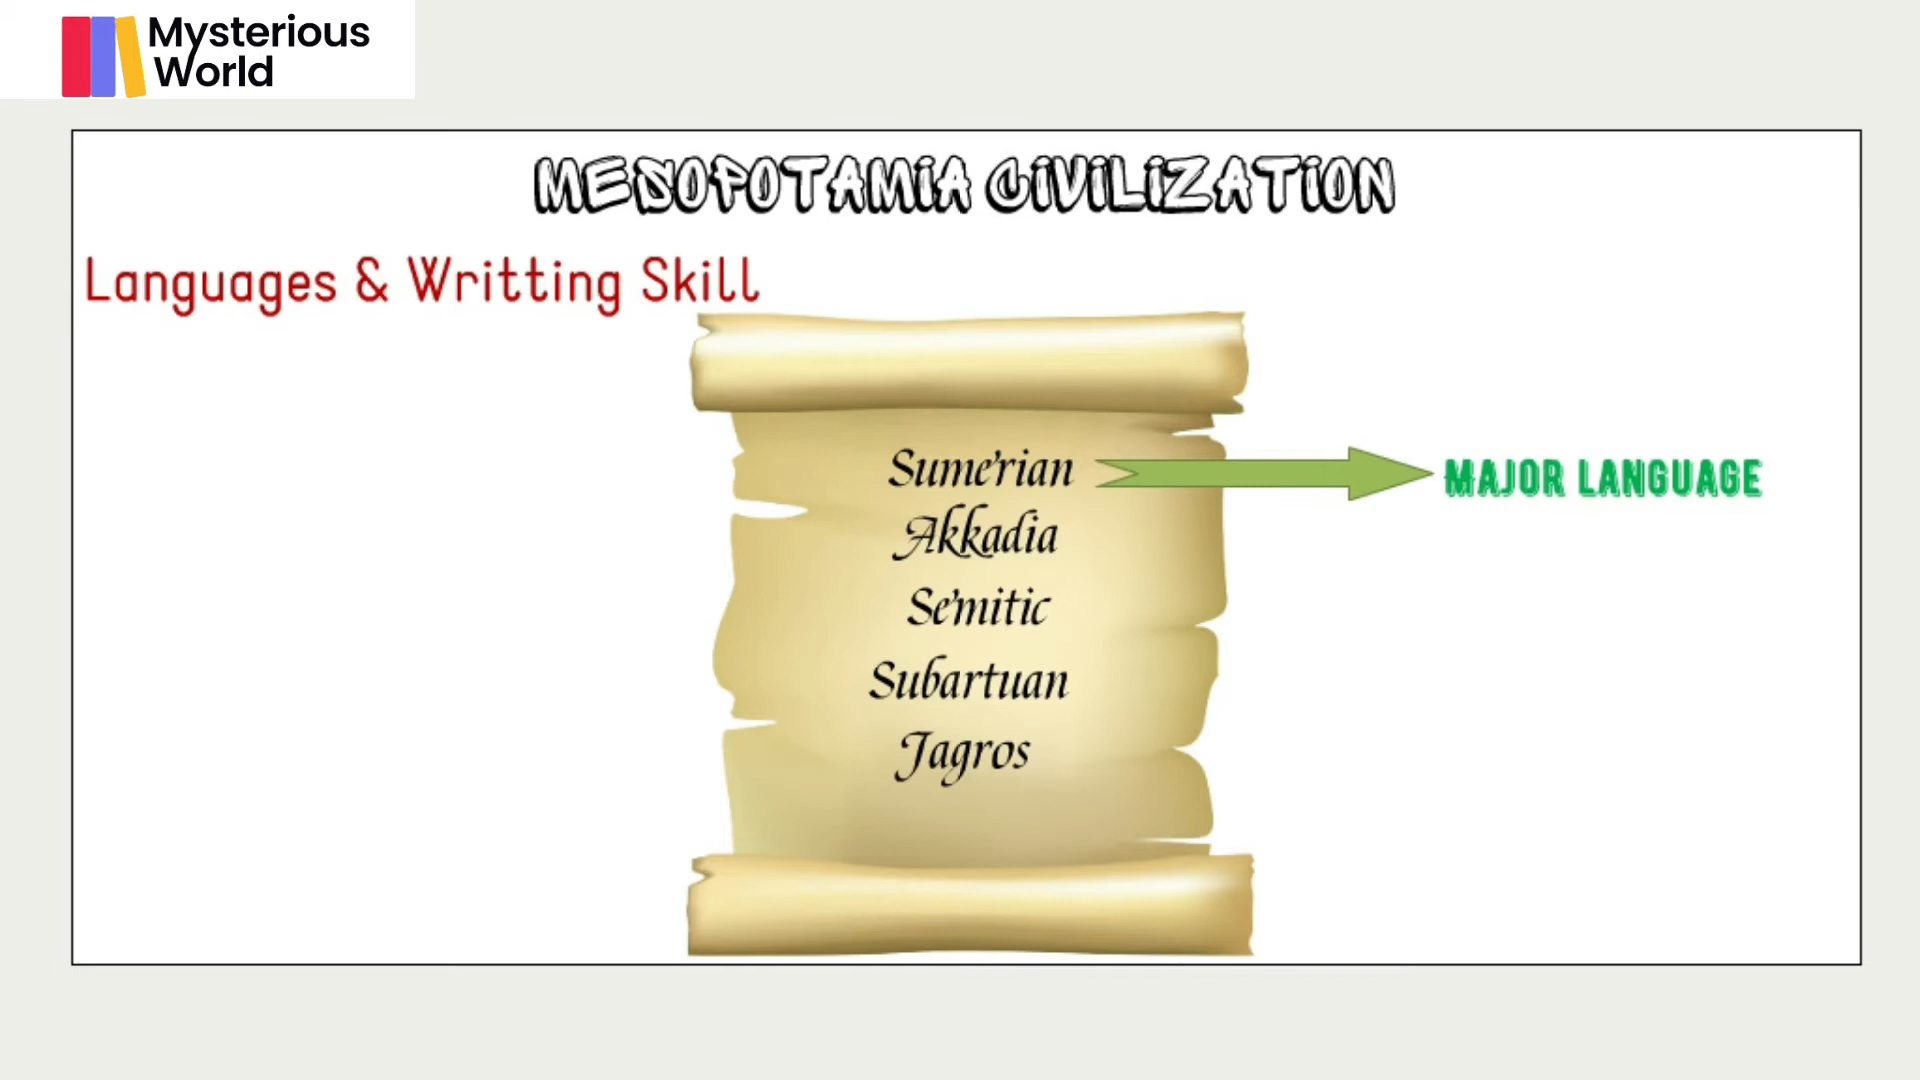 Mysterious
World
MESOPOTAMIA CIVILIZATION
Languages & Writting Skill
Sume'rian
MAJOR LANGUAGE
Akkadia
Se'mitic
Subartuan
Jagros